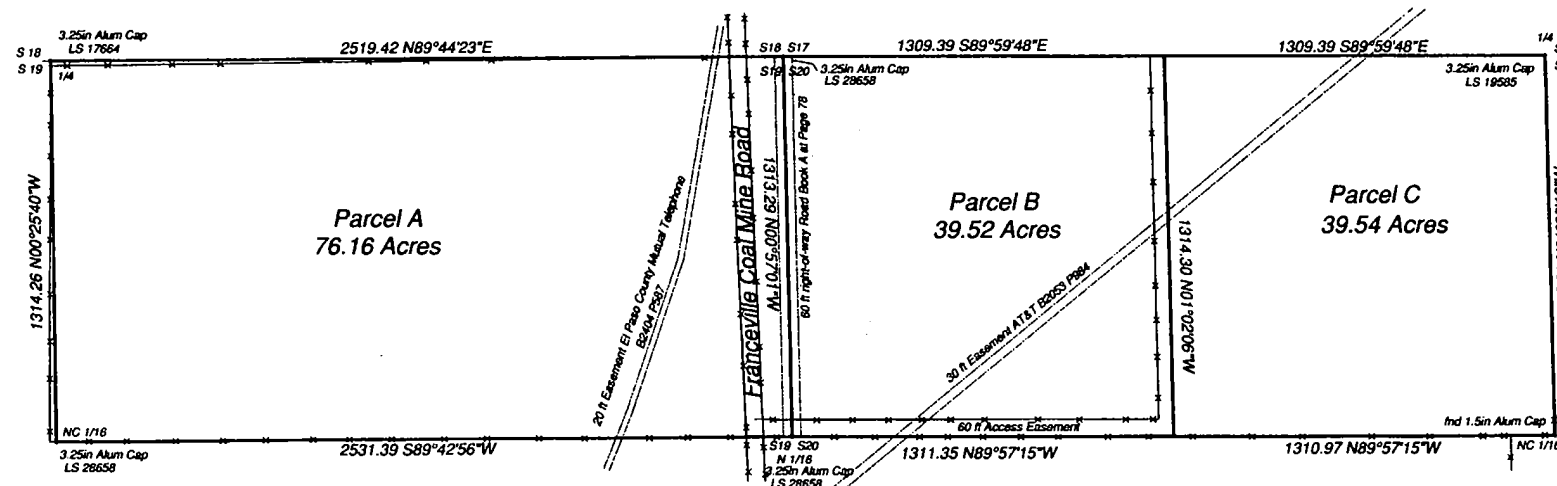 3.25in Alum Cap
LS 17664
S 18
S 19
1/4
2519.42 N89°44'23"E
S18 S17
S19 S20
3.25in Alum Cap
LS 28658
1309.39 S89°59'48"E
1309.39 S89°59'48"E
1/4
3.25in Alum Cap
LS 19585
1314.26 N00°25'40"W
Parcel A
76.16 Acres
20 ft Easement El Paso County Mutual Telephone
B2404 P587
Franceville Coal Mine Road
1313.29 N00°57'01"W
60 ft right-of-way Road Book A at Page 78
Parcel B
39.52 Acres
30 ft Easement AT&T B2053 P984
1314.30 N01°02'06"W
Parcel C
39.54 Acres
60 ft Access Easement
fnd 1.5in Alum Cap
NC 1/16
3.25in Alum Cap
LS 28658
2531.39 S89°42'56"W
S19 S20
N 1/16
3.25in Alum Cap
LS 28658
1311.35 N89°57'15"W
1310.97 N89°57'15"W
NC 1/16